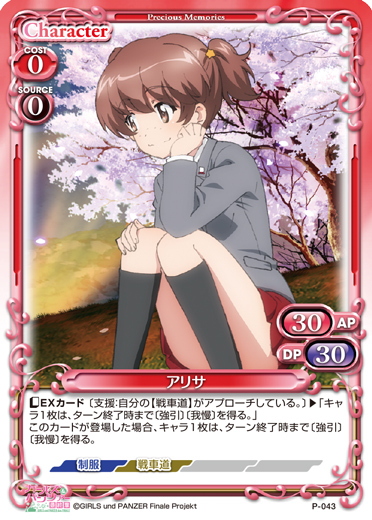 Precious Memories
Character
COST
0
SOURCE
0
30 AP
DP 30
アリサ
EXカード〔支援:自分の【戦車道】がアプローチしている。〕▶「キャ
ラ1枚は、ターン終了時まで〔強引〕〔我慢〕を得る。」
このカードが登場した場合、キャラ1枚は、ターン終了時まで〔強引〕
〔我慢〕を得る。
制服 戦車道
©GIRLS und PANZER Finale Projekt
P-043